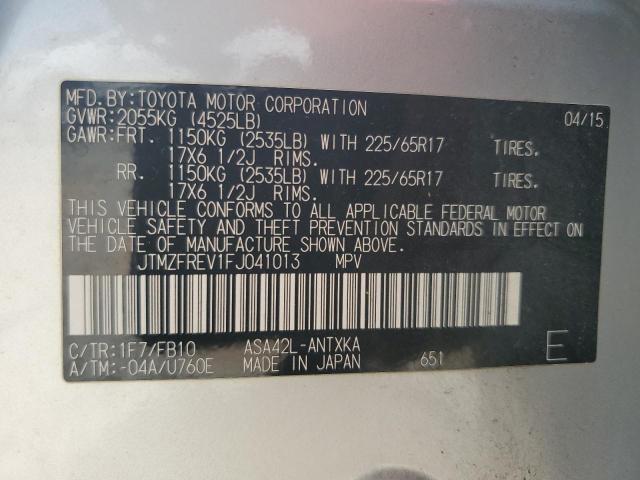 MFD.BY:TOYOTA MOTOR CORPORATION 04/15
GVWR:2055KG (4525LB)
GAWR:FRT. 1150KG (2535LB) WITH 225/65R17 TIRES.
17X6 1/2J RIMS.
RR. 1150KG (2535LB) WITH 225/65R17 TIRES.
17X6 1/2J RIMS.
THIS VEHICLE CONFORMS TO ALL APPLICABLE FEDERAL MOTOR
VEHICLE SAFETY AND THEFT PREVENTION STANDARDS IN EFFECT ON
THE DATE OF MANUFACTURE SHOWN ABOVE.
JTMZFREV1FJ041013 MPV
C/TR:1F7/FB10 ASA42L-ANTXKA E
A/TM:-04A/U760E MADE IN JAPAN 651